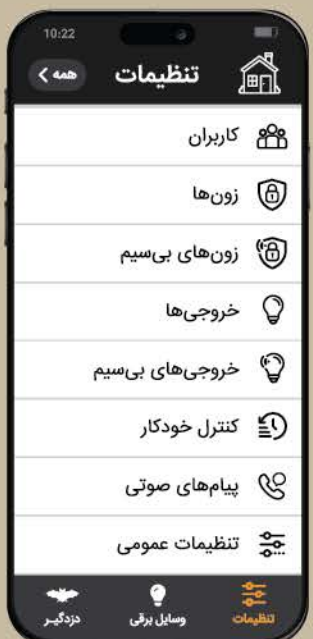 10:22
تنظیمات
همه >
کاربران
زون‌ها
زون‌های بی‌سیم
خروجی‌ها
خروجی‌های بی‌سیم
کنترل خودکار
پیام‌های صوتی
تنظیمات عمومی
تنظیمات
وسایل برقی
دزدگیـر